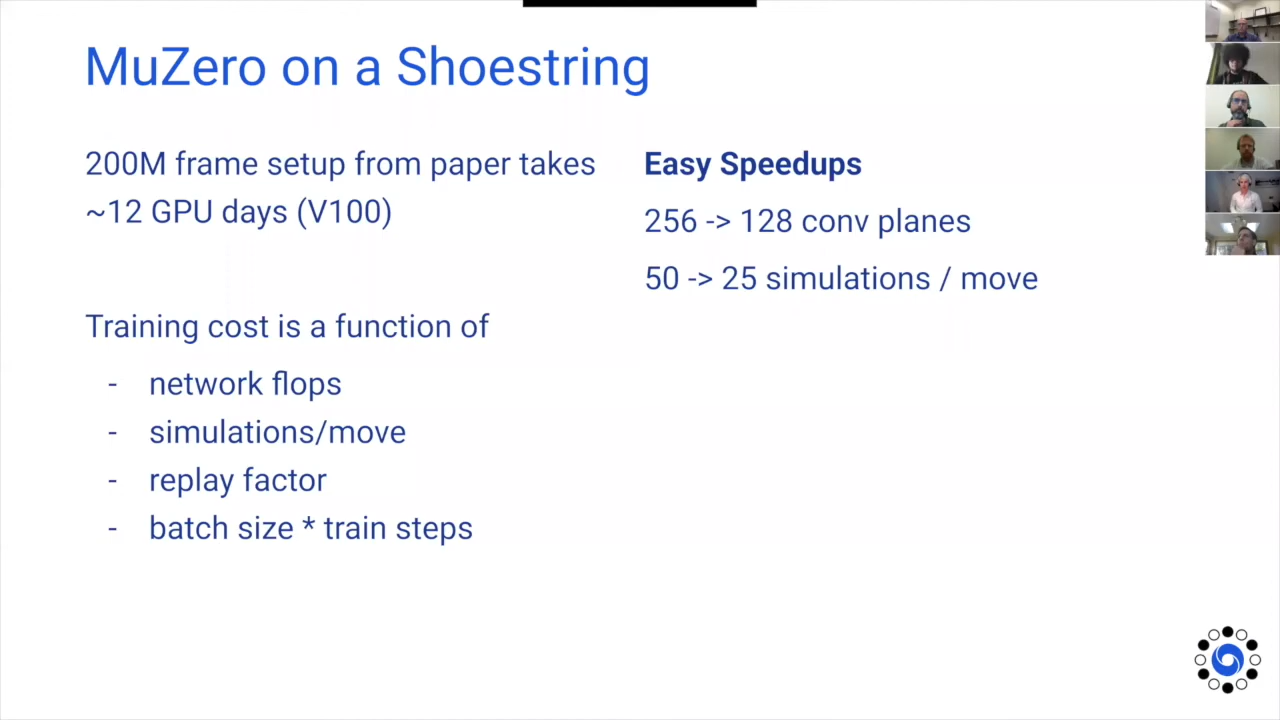 MuZero on a Shoestring
200M frame setup from paper takes
~12 GPU days (V100)
Training cost is a function of
- network flops
- simulations/move
- replay factor
- batch size * train steps
Easy Speedups
256 -> 128 conv planes
50 -> 25 simulations / move